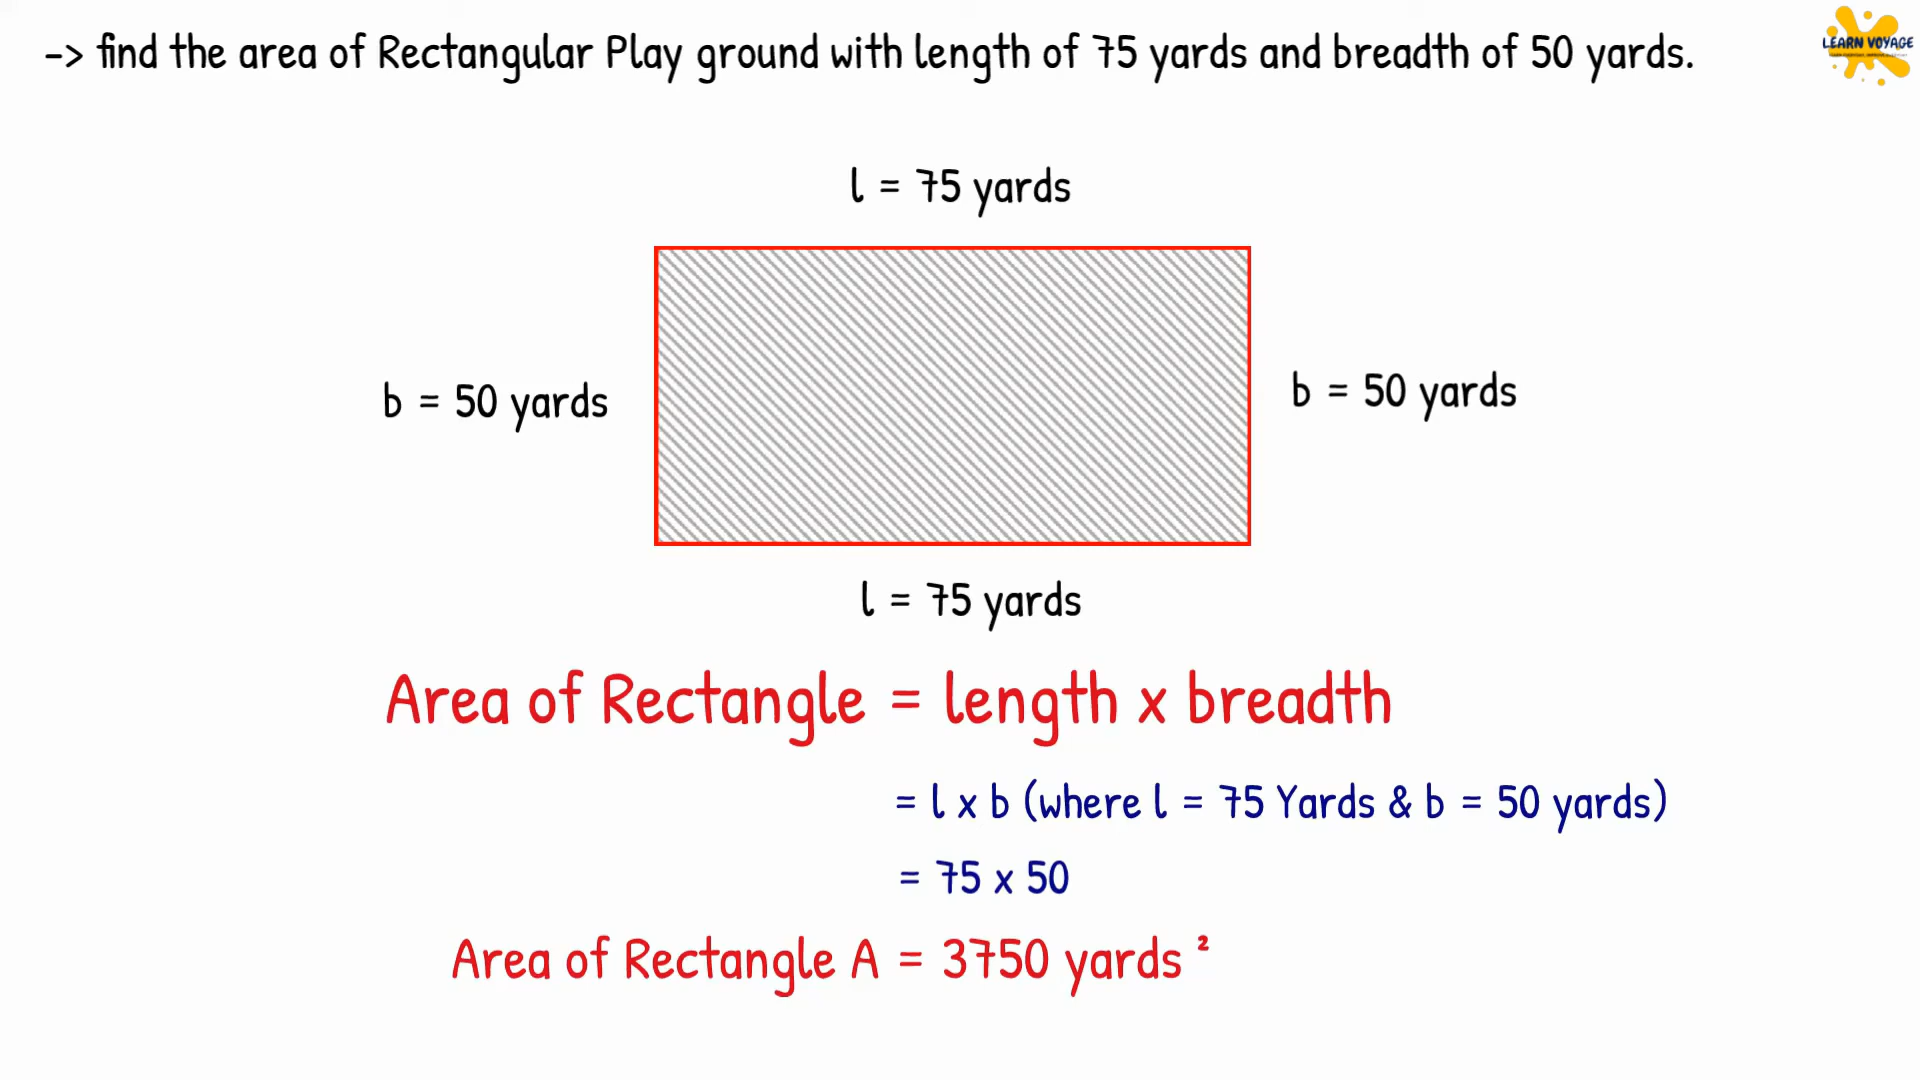 -> find the area of Rectangular Play ground with length of 75 yards and breadth of 50 yards.
LEARN VOYAGE
l = 75 yards
b = 50 yards
b = 50 yards
l = 75 yards
Area of Rectangle = length x breadth
= l x b (where l = 75 Yards & b = 50 yards)
= 75 x 50
Area of Rectangle A = 3750 yards ²